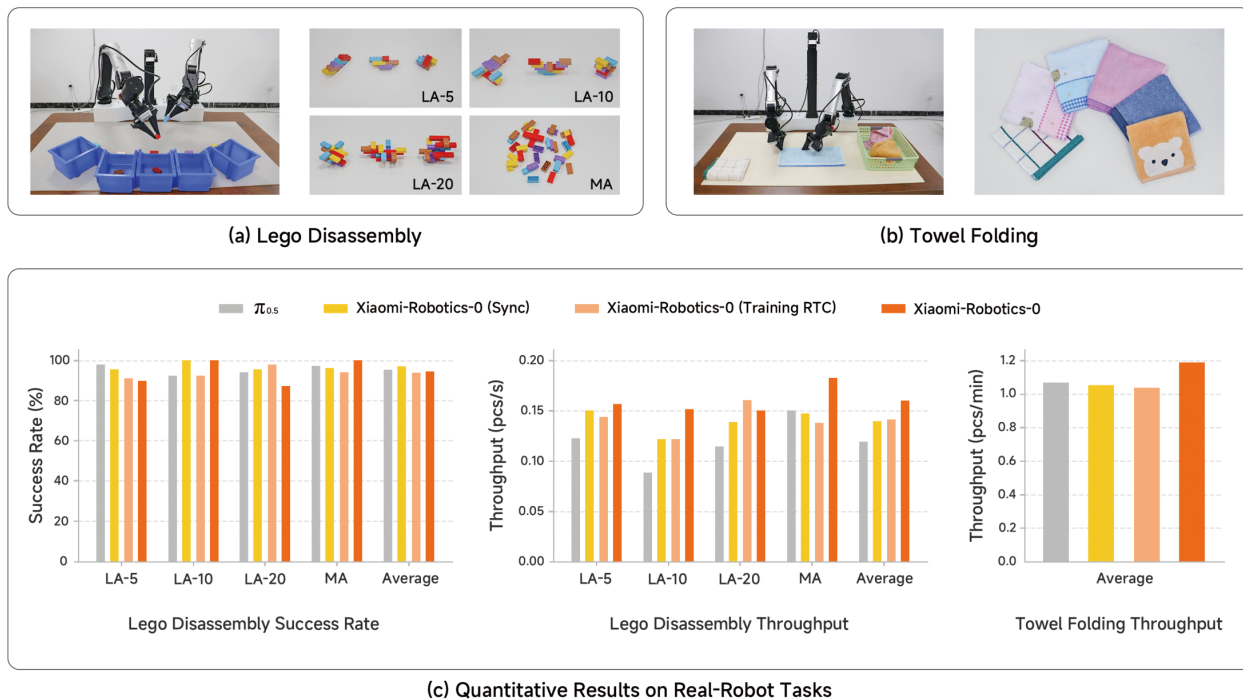 LA-5
LA-10
LA-20
MA
(a) Lego Disassembly
(b) Towel Folding
π0.5
Xiaomi-Robotics-0 (Sync)
Xiaomi-Robotics-0 (Training RTC)
Xiaomi-Robotics-0
Success Rate (%)
100
80
60
40
20
0
LA-5 LA-10 LA-20 MA Average
Lego Disassembly Success Rate
Throughput (pcs/s)
0.20
0.15
0.10
0.05
0.00
LA-5 LA-10 LA-20 MA Average
Lego Disassembly Throughput
Throughput (pcs/min)
1.2
1.0
0.8
0.6
0.4
0.2
0.0
Average
Towel Folding Throughput
(c) Quantitative Results on Real-Robot Tasks